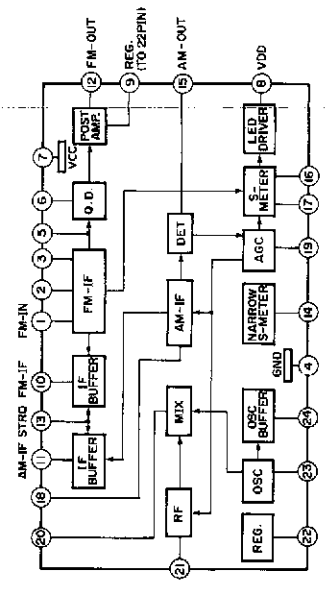 AM-IF STRQ FM-IF FM-IN
20 18 11 13 10 1 2 3 5 6 7
VCC
IF BUFFER
IF BUFFER
FM-IF
Q.D.
POST AMP.
12 FM-OUT
9 REG. (TO 22PIN)
21
RF
MIX
AM-IF
DET
15 AM-OUT
REG.
OSC
OSC BUFFER
GND
NARROW S-METER
AGC
S-METER
LED DRIVER
8 VDD
22 23 24 4 14 19 17 16